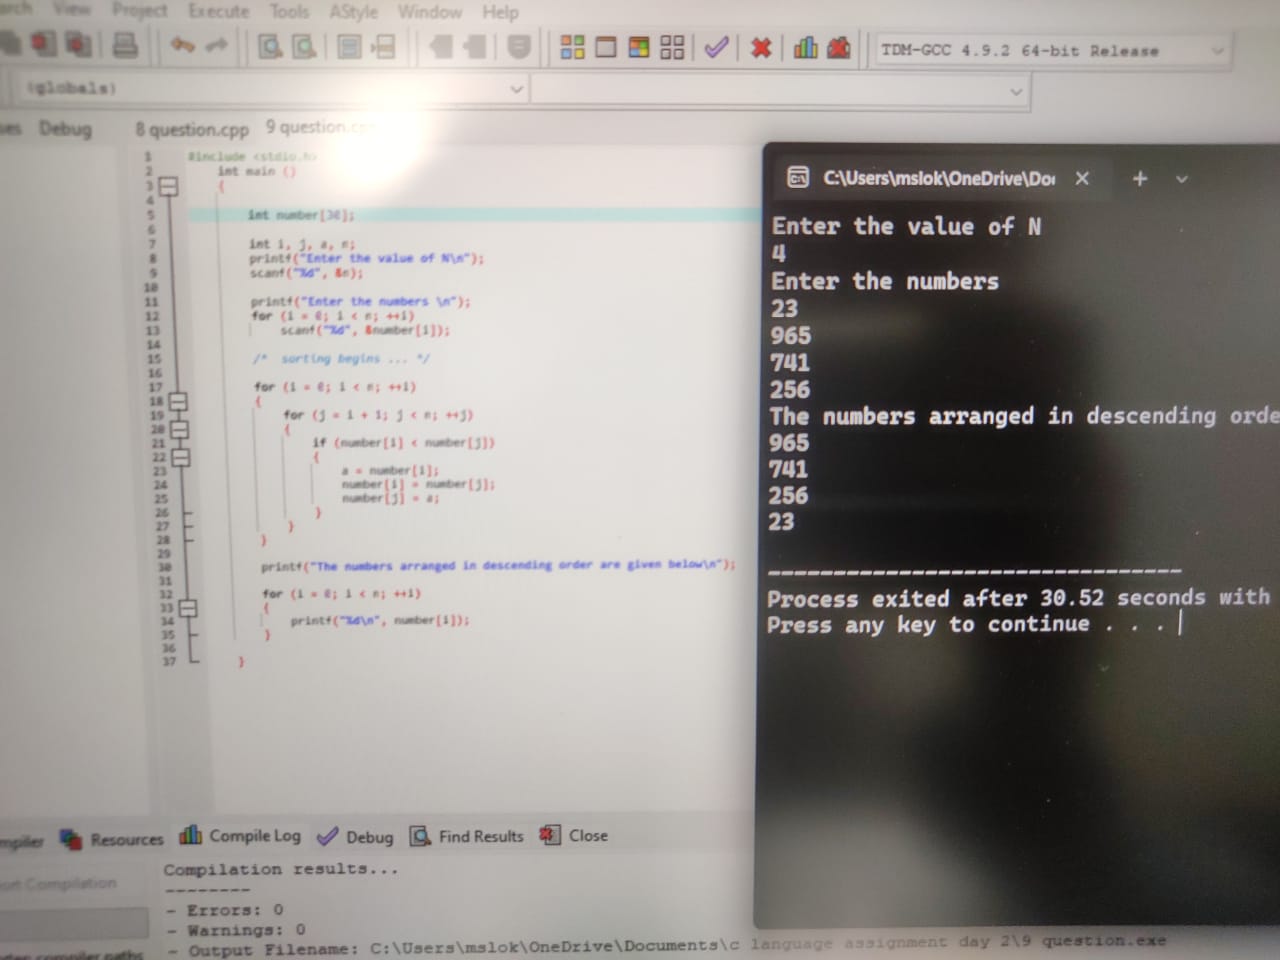 View Project Execute Tools AStyle Window Help
TDM-GCC 4.9.2 64-bit Release
(globals)
Debug 8 question.cpp 9 question.
1 #include <stdio.h>
2 int main ()
3 {
4
5 int number[30];
6
7 int i, j, a, n;
8 printf("Enter the value of N\n");
9 scanf("%d", &n);
10
11 printf("Enter the numbers \n");
12 for (i = 0; i < n; ++i)
13 scanf("%d", &number[i]);
14
15 /* sorting begins ... */
16
17 for (i = 0; i < n; ++i)
18 {
19 for (j = i + 1; j < n; ++j)
20 {
21 if (number[i] < number[j])
22 {
23 a = number[i];
24 number[i] = number[j];
25 number[j] = a;
26 }
27 }
28 }
29
30 printf("The numbers arranged in descending order are given below\n");
31
32 for (i = 0; i < n; ++i)
33 {
34 printf("%d\n", number[i]);
35 }
36
37 }
C:\Users\mslok\OneDrive\Do
Enter the value of N
4
Enter the numbers
23
965
741
256
The numbers arranged in descending orde
965
741
256
23
--------------------------------
Process exited after 30.52 seconds with
Press any key to continue . . .
Resources Compile Log Debug Find Results Close
Compilation results...
--------
- Errors: 0
- Warnings: 0
- Output Filename: C:\Users\mslok\OneDrive\Documents\c language assignment day 2\9 question.exe
Compilation
compiler paths